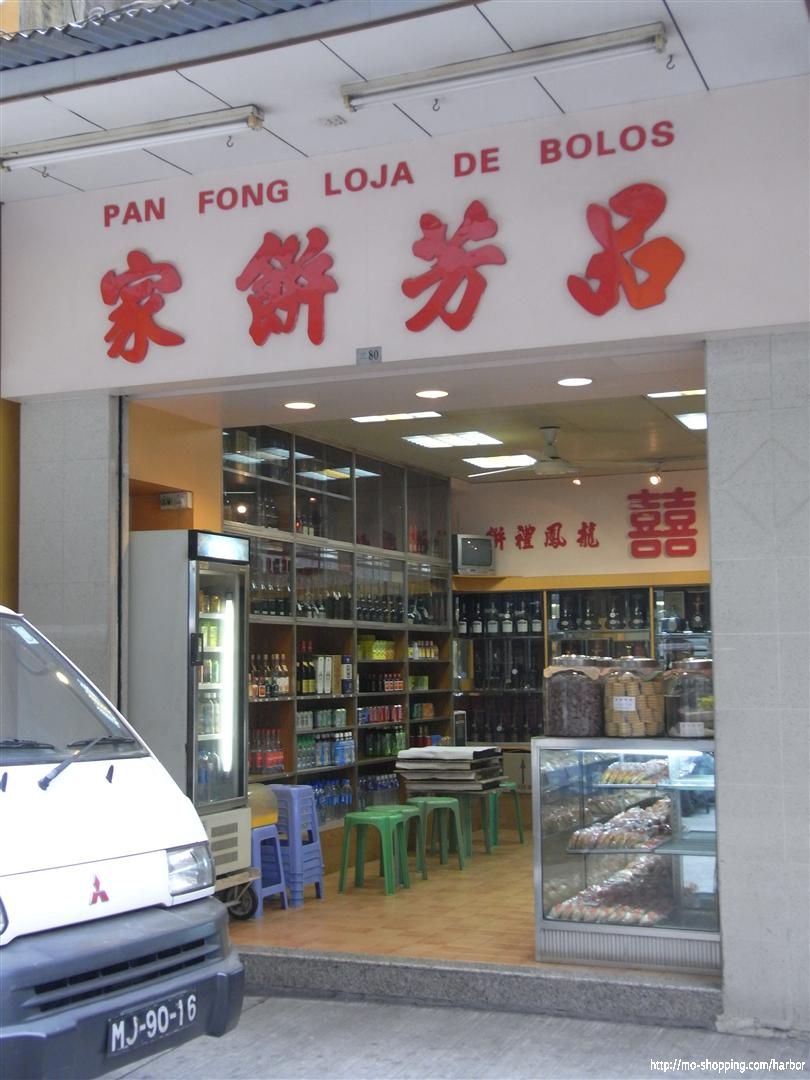 PAN FONG LOJA DE BOLOS
家餅芳品
80
餅禮鳳龍
囍
MJ-90-16
http://mo-shopping.com/harbor